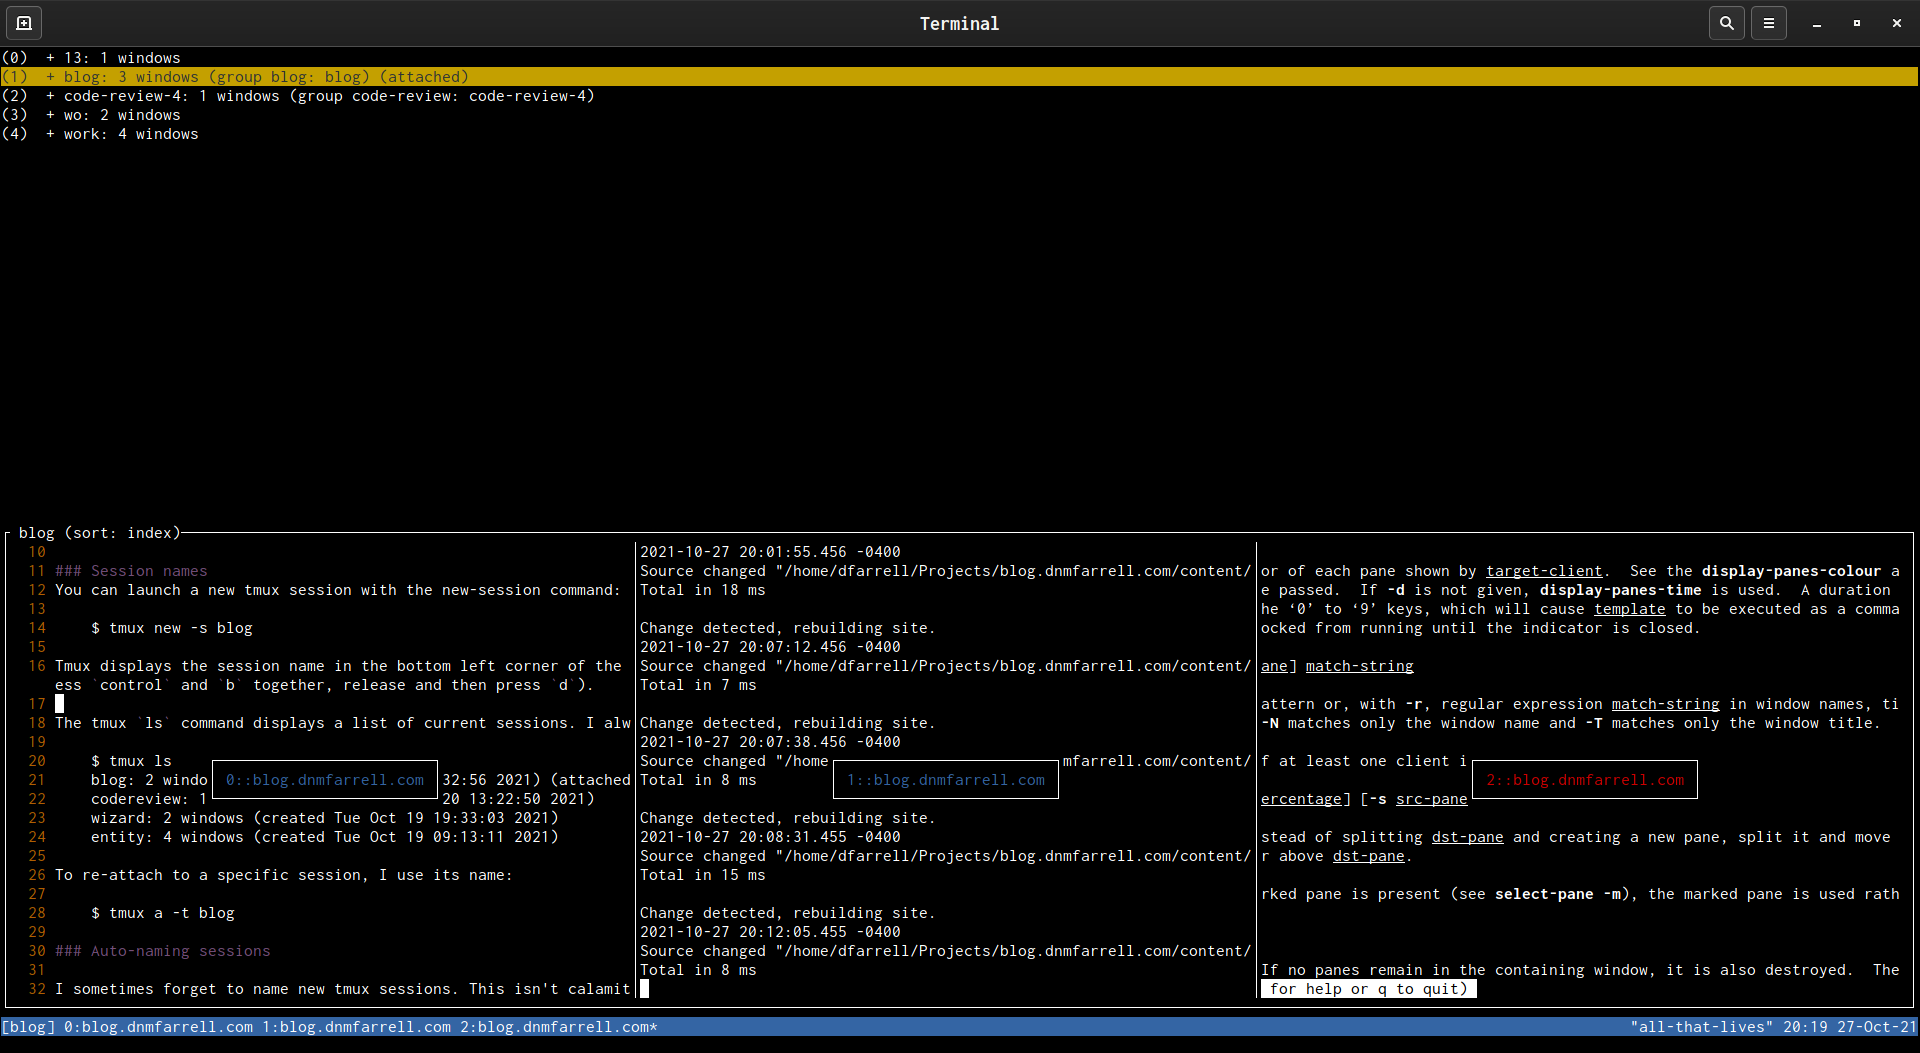 Terminal
(0)  + 13: 1 windows
(1)  + blog: 3 windows (group blog: blog) (attached)
(2)  + code-review-4: 1 windows (group code-review: code-review-4)
(3)  + wo: 2 windows
(4)  + work: 4 windows
blog (sort: index)
10
11 ### Session names
12 You can launch a new tmux session with the new-session command:
13
14     $ tmux new -s blog
15
16 Tmux displays the session name in the bottom left corner of the
ess `control` and `b` together, release and then press `d`).
17
18 The tmux `ls` command displays a list of current sessions. I alw
19
20     $ tmux ls
21     blog: 2 windo
32:56 2021) (attached
22     codereview: 1
20 13:22:50 2021)
0::blog.dnmfarrell.com
23     wizard: 2 windows (created Tue Oct 19 19:33:03 2021)
24     entity: 4 windows (created Tue Oct 19 09:13:11 2021)
25
26 To re-attach to a specific session, I use its name:
27
28     $ tmux a -t blog
29
30 ### Auto-naming sessions
31
32 I sometimes forget to name new tmux sessions. This isn't calamit
2021-10-27 20:01:55.456 -0400
Source changed "/home/dfarrell/Projects/blog.dnmfarrell.com/content/
Total in 18 ms
Change detected, rebuilding site.
2021-10-27 20:07:12.456 -0400
Source changed "/home/dfarrell/Projects/blog.dnmfarrell.com/content/
Total in 7 ms
Change detected, rebuilding site.
2021-10-27 20:07:38.456 -0400
Source changed "/home
mfarrell.com/content/
Total in 8 ms
1::blog.dnmfarrell.com
Change detected, rebuilding site.
2021-10-27 20:08:31.455 -0400
Source changed "/home/dfarrell/Projects/blog.dnmfarrell.com/content/
Total in 15 ms
Change detected, rebuilding site.
2021-10-27 20:12:05.455 -0400
Source changed "/home/dfarrell/Projects/blog.dnmfarrell.com/content/
Total in 8 ms
or of each pane shown by target-client.  See the display-panes-colour a
e passed.  If -d is not given, display-panes-time is used.  A duration
he ‘0’ to ‘9’ keys, which will cause template to be executed as a comma
ocked from running until the indicator is closed.
ane] match-string
attern or, with -r, regular expression match-string in window names, ti
-N matches only the window name and -T matches only the window title.
f at least one client i
2::blog.dnmfarrell.com
ercentage] [-s src-pane
stead of splitting dst-pane and creating a new pane, split it and move
r above dst-pane.
rked pane is present (see select-pane -m), the marked pane is used rath
If no panes remain in the containing window, it is also destroyed.  The
for help or q to quit)
[blog] 0:blog.dnmfarrell.com 1:blog.dnmfarrell.com 2:blog.dnmfarrell.com*
"all-that-lives" 20:19 27-Oct-21